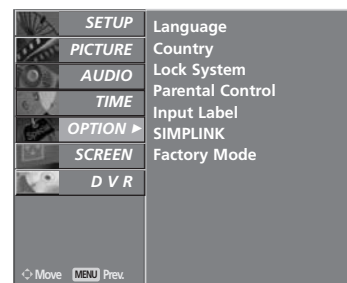 SETUP
PICTURE
AUDIO
TIME
OPTION ►
SCREEN
D V R
Language
Country
Lock System
Parental Control
Input Label
SIMPLINK
Factory Mode
Move MENU Prev.